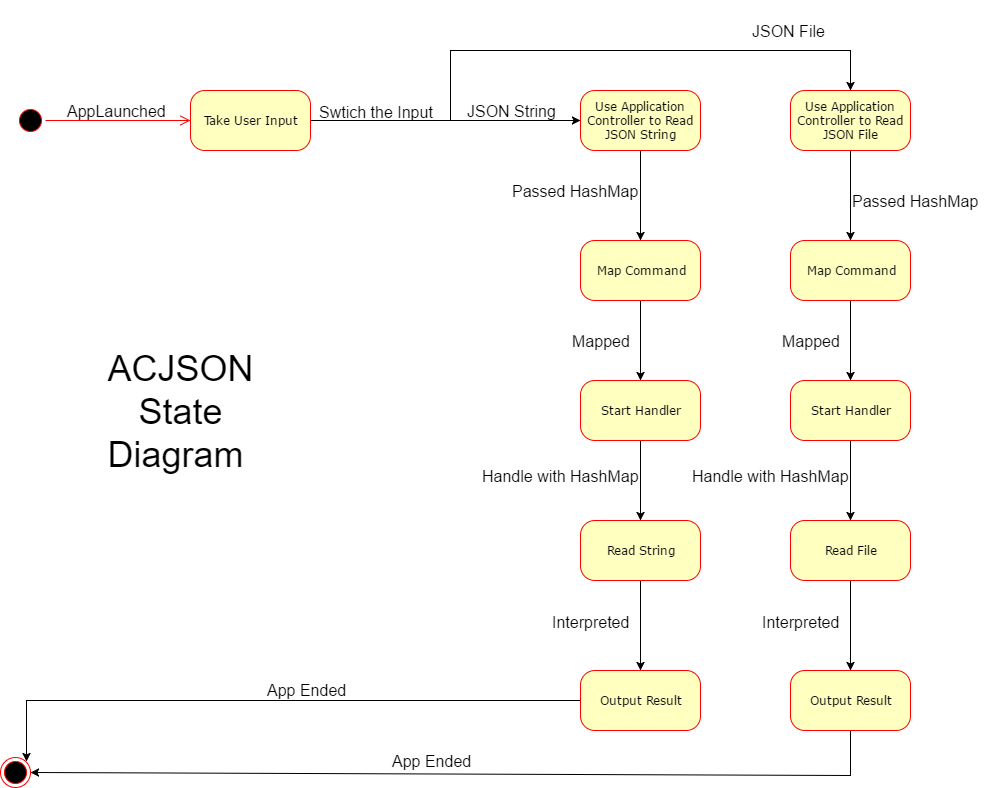 JSON File
AppLaunched
Take User Input
Swtich the Input
JSON String
Use Application
Controller to Read
JSON String
Use Application
Controller to Read
JSON File
Passed HashMap
Passed HashMap
Map Command
Map Command
Mapped
Mapped
ACJSON
State
Diagram
Start Handler
Start Handler
Handle with HashMap
Handle with HashMap
Read String
Read File
Interpreted
Interpreted
App Ended
Output Result
Output Result
App Ended